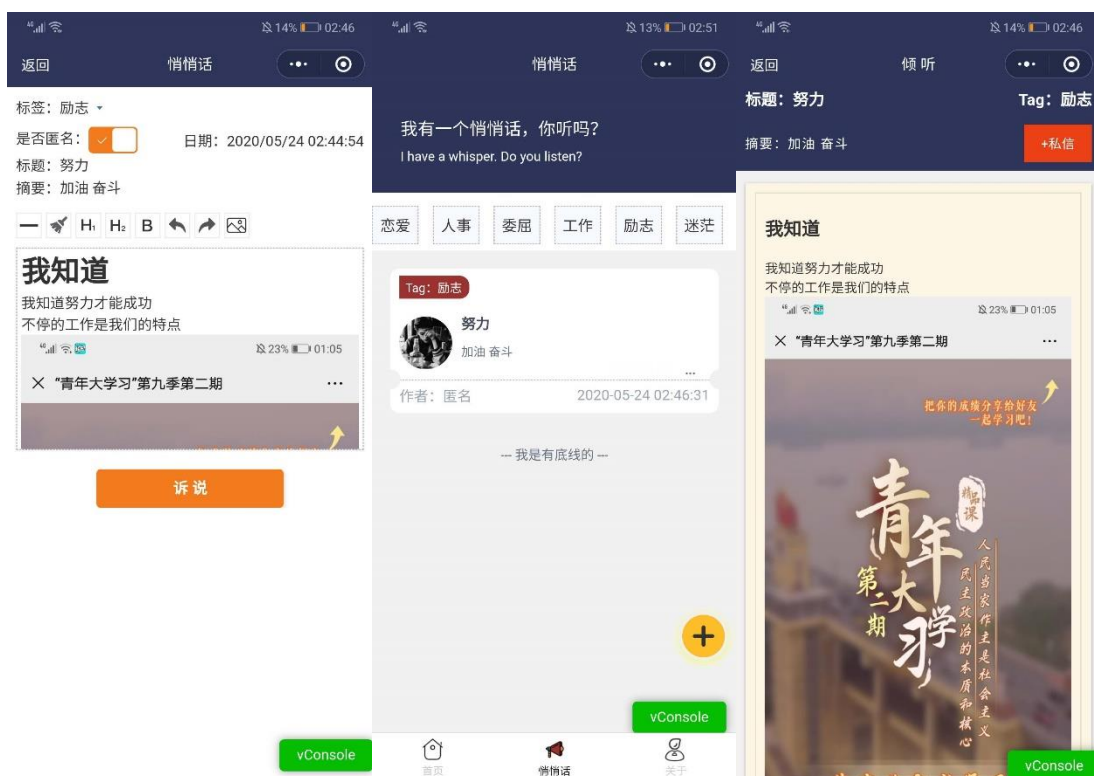 14% 02:46
返回
悄悄话
标签：励志
是否匿名：
日期：2020/05/24 02:44:54
标题：努力
摘要：加油 奋斗
H₁ H₂ B
我知道
我知道努力才能成功
不停的工作是我们的特点
23% 01:05
“青年大学习”第九季第二期
诉 说
vConsole
13% 02:51
悄悄话
我有一个悄悄话，你听吗？
I have a whisper. Do you listen?
恋爱 人事 委屈 工作 励志 迷茫
Tag：励志
努力
加油 奋斗
...
作者：匿名
2020-05-24 02:46:31
--- 我是有底线的 ---
vConsole
首页 悄悄话 关于
14% 02:46
返回
倾 听
标题：努力
Tag：励志
摘要：加油 奋斗
+私信
我知道
我知道努力才能成功
不停的工作是我们的特点
23% 01:05
“青年大学习”第九季第二期
把你的成绩分享给好友
一起学习吧！
青年大学习
精品课
第二期
人民当家作主是社会主义
民主政治的本质和核心
vConsole